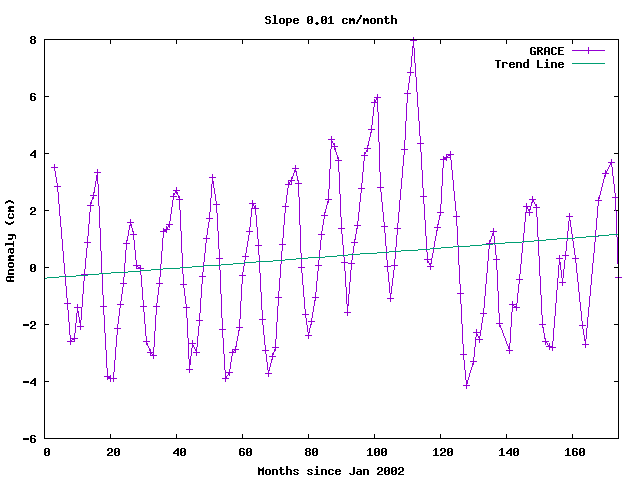 Slope 0.01 cm/month
8
GRACE
Trend Line
6
4
2
0
-2
-4
-6
Anomaly (cm)
0 20 40 60 80 100 120 140 160
Months since Jan 2002